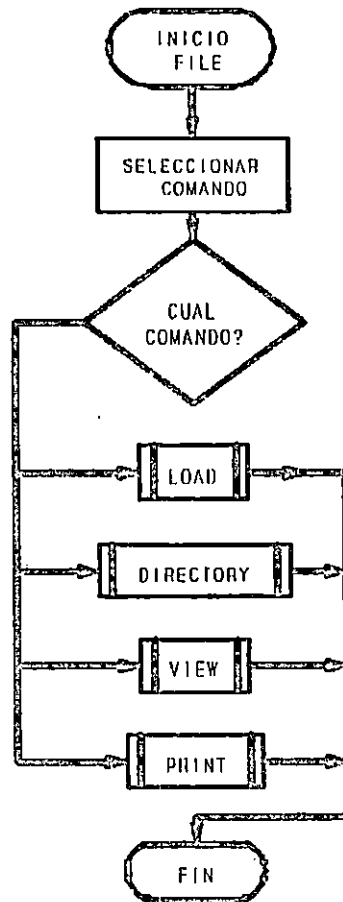 INICIO
FILE
SELECCIONAR
COMANDO
CUAL
COMANDO?
LOAD
DIRECTORY
VIEW
PRINT
FIN